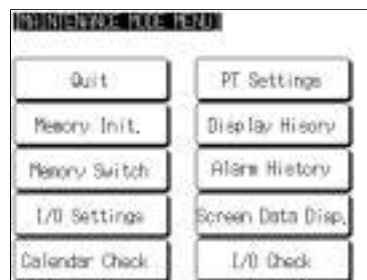 [MAINTENANCE MODE MENU]
Quit
PT Settings
Memory Init.
Display Hisory
Memory Switch
Alarm History
I/O Settings
Screen Data Disp.
Calendar Check
I/O Check